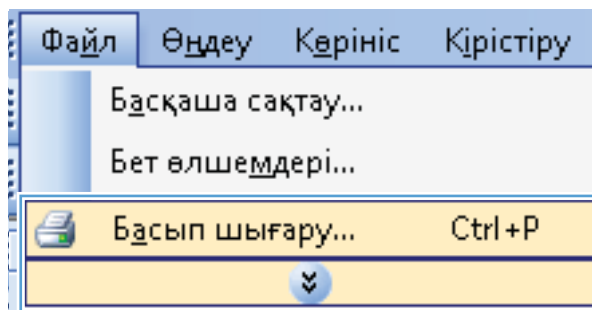 Файл Өңдеу Көрініс Кірістіру
Басқаша сақтау...
Бет өлшемдері...
Басып шығару... Ctrl+P